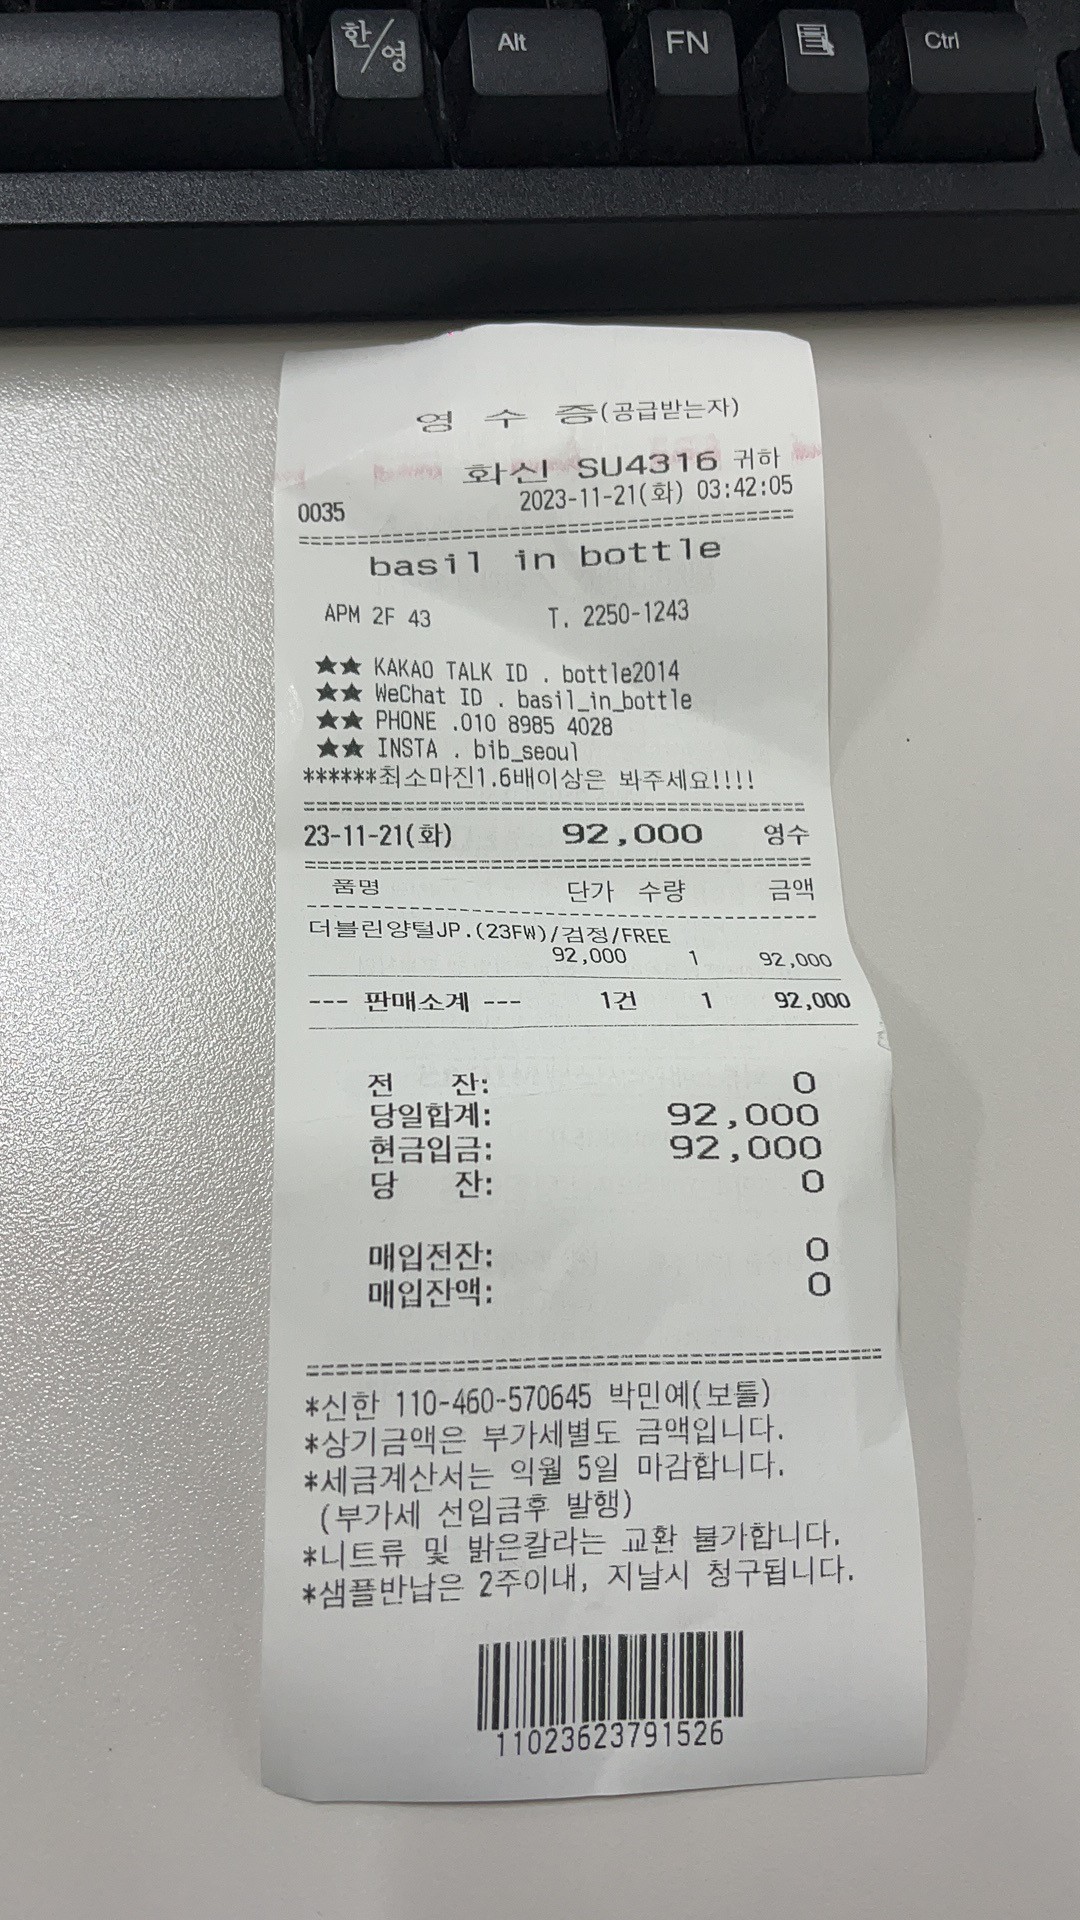 한/영
Alt
FN
Ctrl
영 수 증(공급받는자)
화신 SU4316 귀하
0035 2023-11-21(화) 03:42:05
==========================================
basil in bottle
APM 2F 43 T. 2250-1243
★★ KAKAO TALK ID . bottle2014
★★ WeChat ID . basil_in_bottle
★★ PHONE .010 8985 4028
★★ INSTA . bib_seoul
******최소마진1.6배이상은 봐주세요!!!!
==========================================
23-11-21(화) 92,000 영수
==========================================
품명 단가 수량 금액
------------------------------------------
더블린양털JP.(23FW)/검정/FREE
92,000 1 92,000
--- 판매소계 --- 1건 1 92,000
전 잔: 0
당일합계: 92,000
현금입금: 92,000
당 잔: 0
매입전잔: 0
매입잔액: 0
==========================================
*신한 110-460-570645 박민예(보틀)
*상기금액은 부가세별도 금액입니다.
*세금계산서는 익월 5일 마감합니다.
(부가세 선입금후 발행)
*니트류 및 밝은칼라는 교환 불가합니다.
*샘플반납은 2주이내, 지날시 청구됩니다.
11023623791526